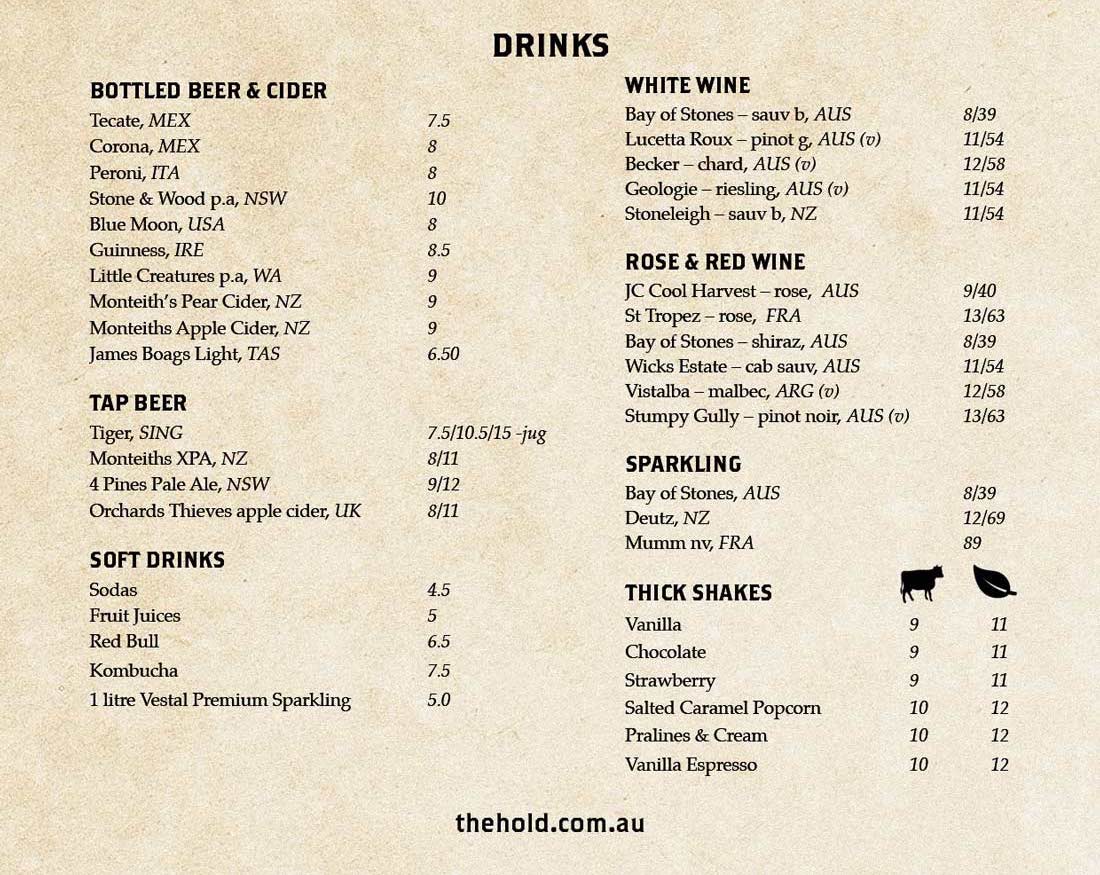 DRINKS
BOTTLED BEER & CIDER
Tecate, MEX 7.5
Corona, MEX 8
Peroni, ITA 8
Stone & Wood p.a, NSW 10
Blue Moon, USA 8
Guinness, IRE 8.5
Little Creatures p.a, WA 9
Monteith's Pear Cider, NZ 9
Monteiths Apple Cider, NZ 9
James Boags Light, TAS 6.50
TAP BEER
Tiger, SING 7.5/10.5/15 -jug
Monteiths XPA, NZ 8/11
4 Pines Pale Ale, NSW 9/12
Orchards Thieves apple cider, UK 8/11
SOFT DRINKS
Sodas 4.5
Fruit Juices 5
Red Bull 6.5
Kombucha 7.5
1 litre Vestal Premium Sparkling 5.0
WHITE WINE
Bay of Stones – sauv b, AUS 8/39
Lucetta Roux – pinot g, AUS (v) 11/54
Becker – chard, AUS (v) 12/58
Geologie – riesling, AUS (v) 11/54
Stoneleigh – sauv b, NZ 11/54
ROSE & RED WINE
JC Cool Harvest – rose, AUS 9/40
St Tropez – rose, FRA 13/63
Bay of Stones – shiraz, AUS 8/39
Wicks Estate – cab sauv, AUS 11/54
Vistalba – malbec, ARG (v) 12/58
Stumpy Gully – pinot noir, AUS (v) 13/63
SPARKLING
Bay of Stones, AUS 8/39
Deutz, NZ 12/69
Mumm nv, FRA 89
THICK SHAKES
Vanilla 9 11
Chocolate 9 11
Strawberry 9 11
Salted Caramel Popcorn 10 12
Pralines & Cream 10 12
Vanilla Espresso 10 12
thehold.com.au